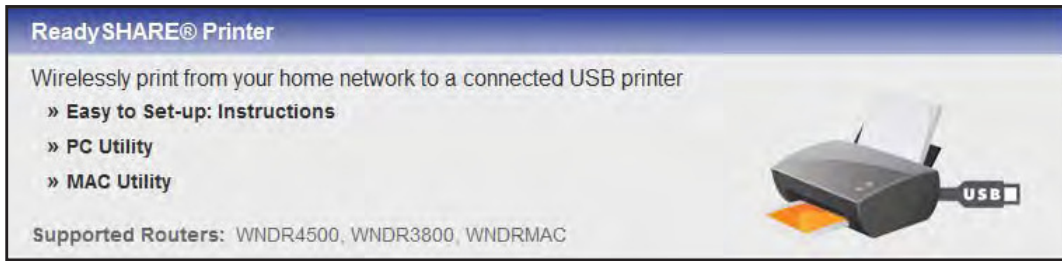 ReadySHARE® Printer
Wirelessly print from your home network to a connected USB printer
» Easy to Set-up: Instructions
» PC Utility
» MAC Utility
USB
Supported Routers: WNDR4500, WNDR3800, WNDRMAC